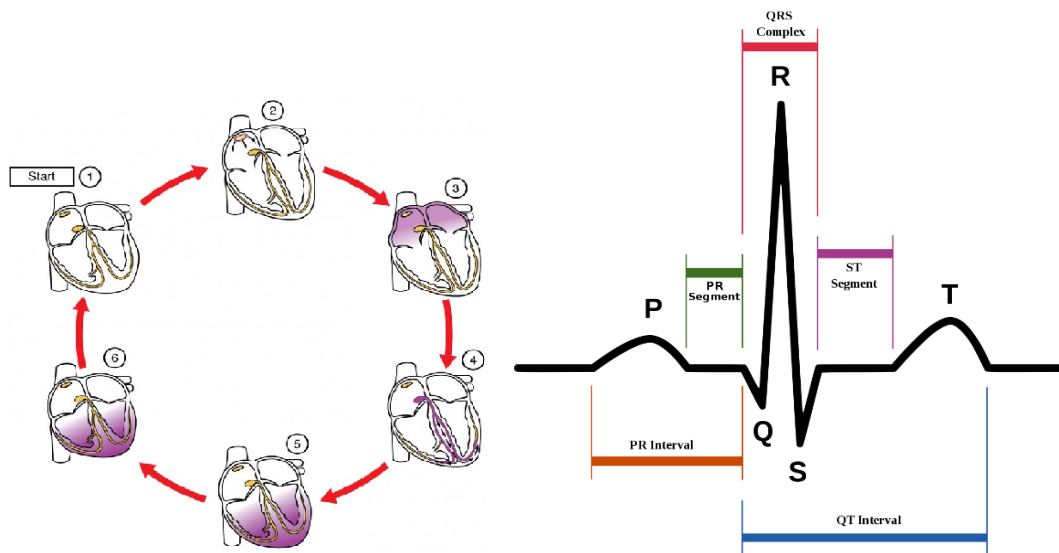 Start
1
2
3
4
5
6
QRS
Complex
R
PR
Segment
ST
Segment
P
T
Q
S
PR Interval
QT Interval